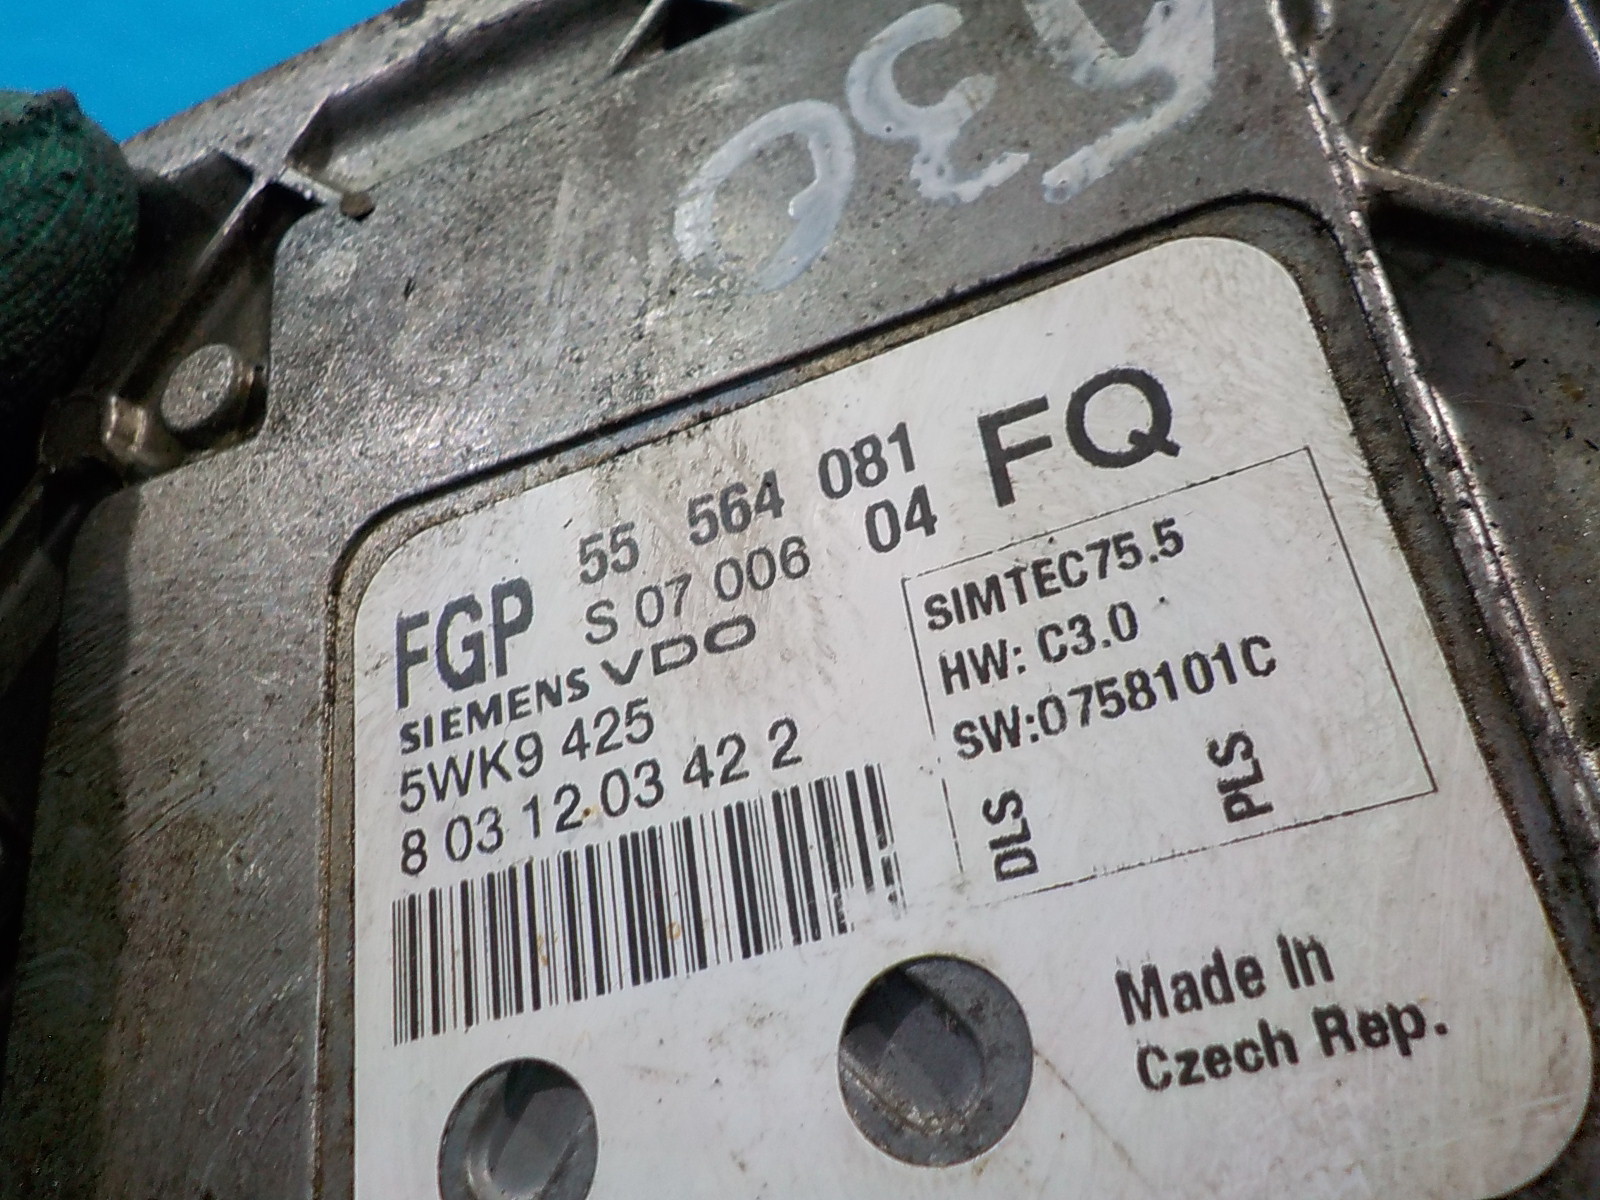 FGP 55 564 081 FQ
S 07 006 04
SIEMENS VDO
5WK9 425
8 03 12 03 42 2
SIMTEC75.5
HW: C3.0
SW:0758101C
DLS PLS
Made in
Czech Rep.